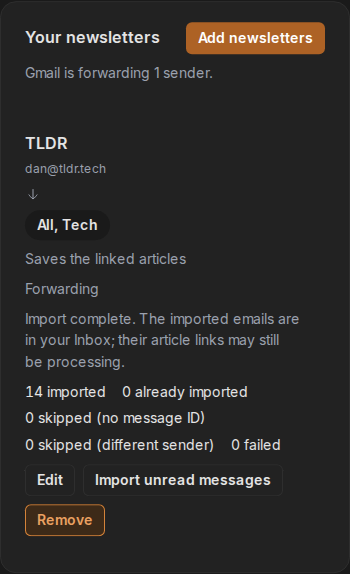 Your newsletters
Add newsletters
Gmail is forwarding 1 sender.
TLDR
dan@tldr.tech
↓
AII, Tech
Saves the linked articles
Forwarding
Import complete. The imported emails are
in your Inbox; their article links may still
be processing.
14 imported 0 already imported
0 skipped (no message ID)
0 skipped (different sender) 0 failed
Edit
Import unread messages
Remove